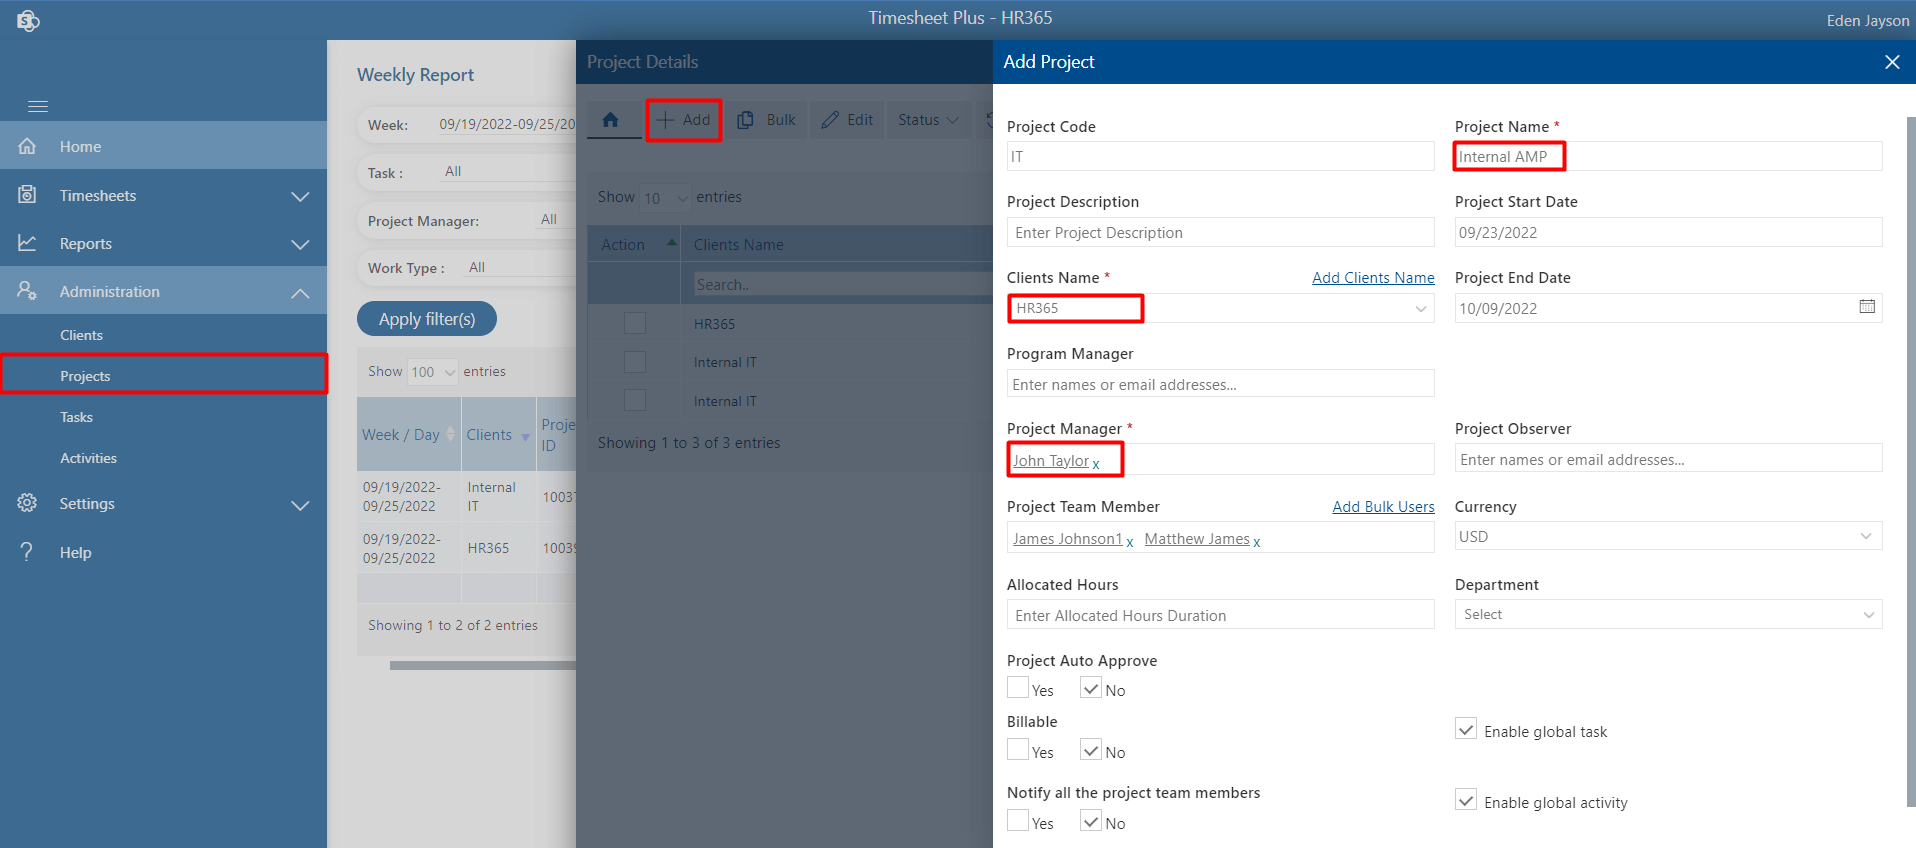 Timesheet Plus - HR365
Eden Jayson
Home
Timesheets
Reports
Administration
Clients
Projects
Tasks
Activities
Settings
Help
Weekly Report
Week: 09/19/2022-09/25/20
Task : All
Project Manager: All
Work Type : All
Apply filter(s)
Show 100 entries
Week / Day Clients Proje
ID
09/19/2022-
09/25/2022
Internal
IT
1003
09/19/2022-
09/25/2022
HR365
1003
Showing 1 to 2 of 2 entries
Project Details
Add Bulk Edit Status
Show 10 entries
Action Clients Name
Search..
HR365
Internal IT
Internal IT
Showing 1 to 3 of 3 entries
Add Project
Project Code
IT
Project Name *
Internal AMP
Project Description
Enter Project Description
Project Start Date
09/23/2022
Clients Name * Add Clients Name
HR365
Project End Date
10/09/2022
Program Manager
Enter names or email addresses...
Project Manager *
John Taylor x
Project Observer
Enter names or email addresses...
Project Team Member Add Bulk Users
James Johnson1 x Matthew James x
Currency
USD
Allocated Hours
Enter Allocated Hours Duration
Department
Select
Project Auto Approve
Yes No
Billable
Yes No
Enable global task
Notify all the project team members
Yes No
Enable global activity